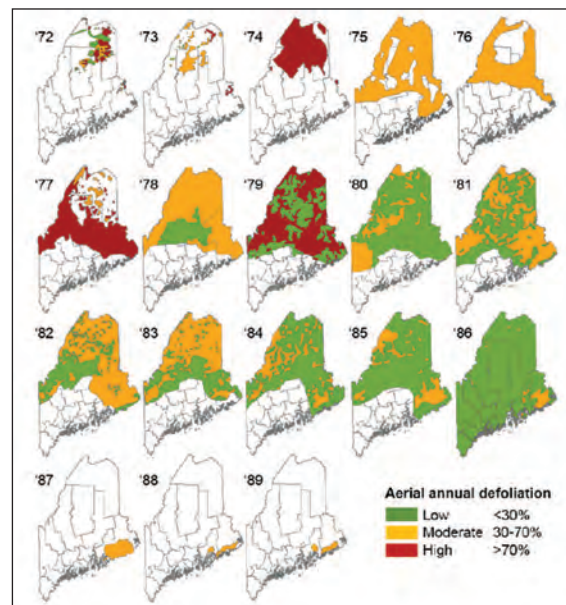 '72 '73 '74 '75 '76
'77 '78 '79 '80 '81
'82 '83 '84 '85 '86
'87 '88 '89
Aerial annual defoliation
Low <30%
Moderate 30-70%
High >70%